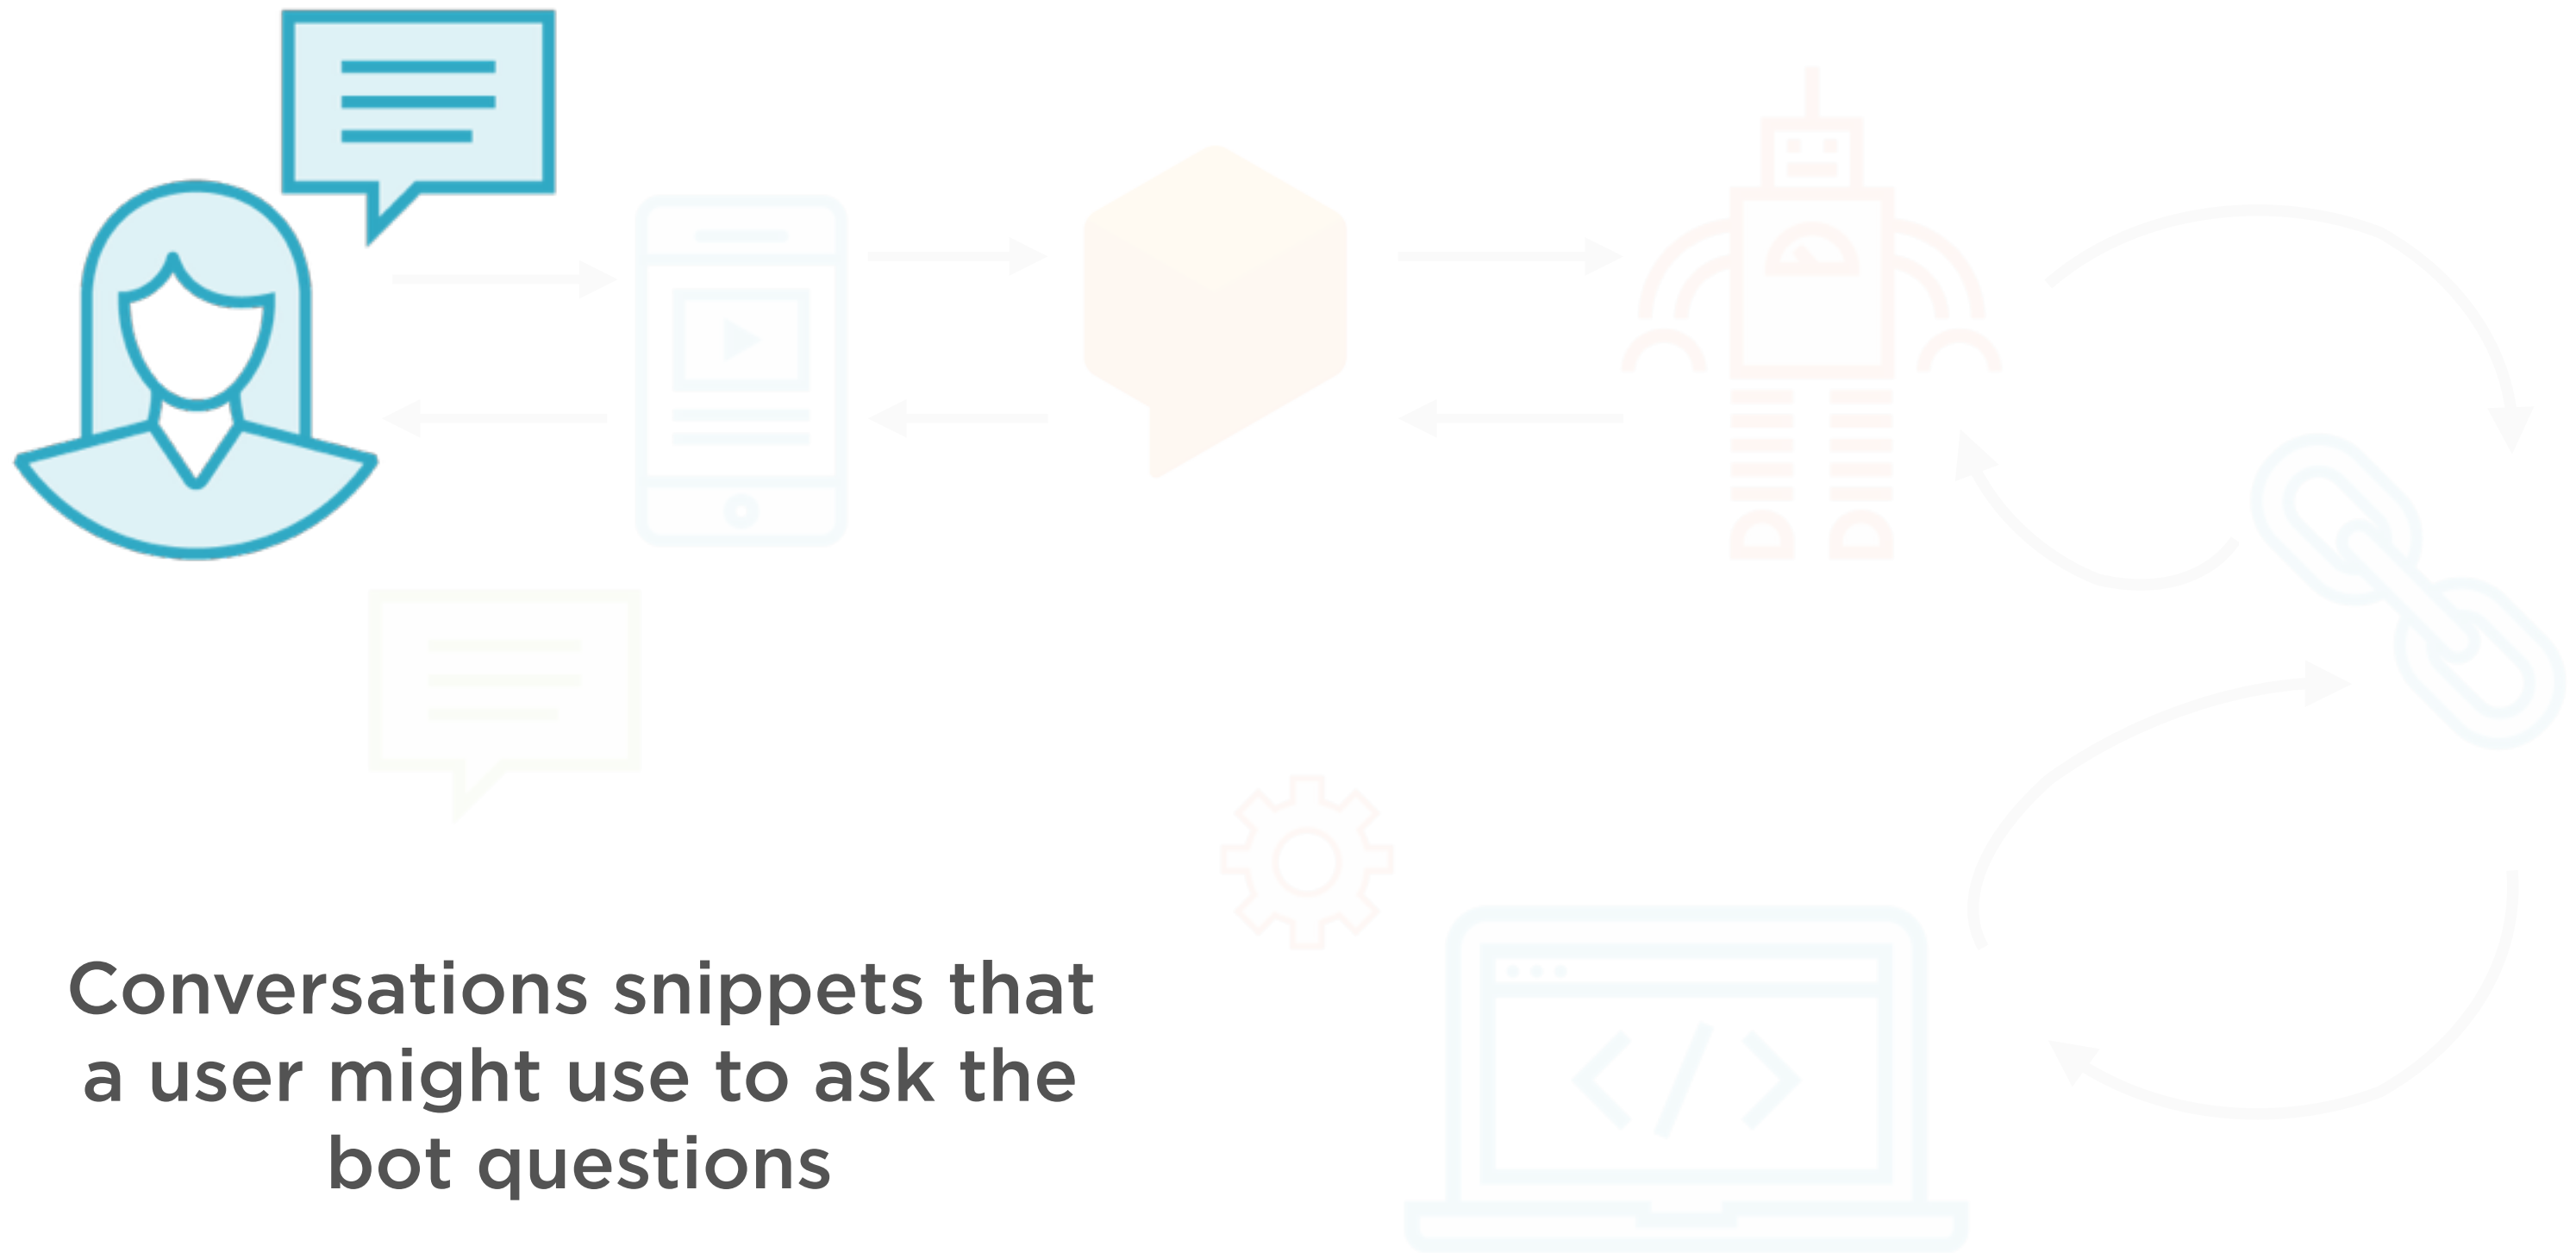 Conversations snippets that
a user might use to ask the
bot questions